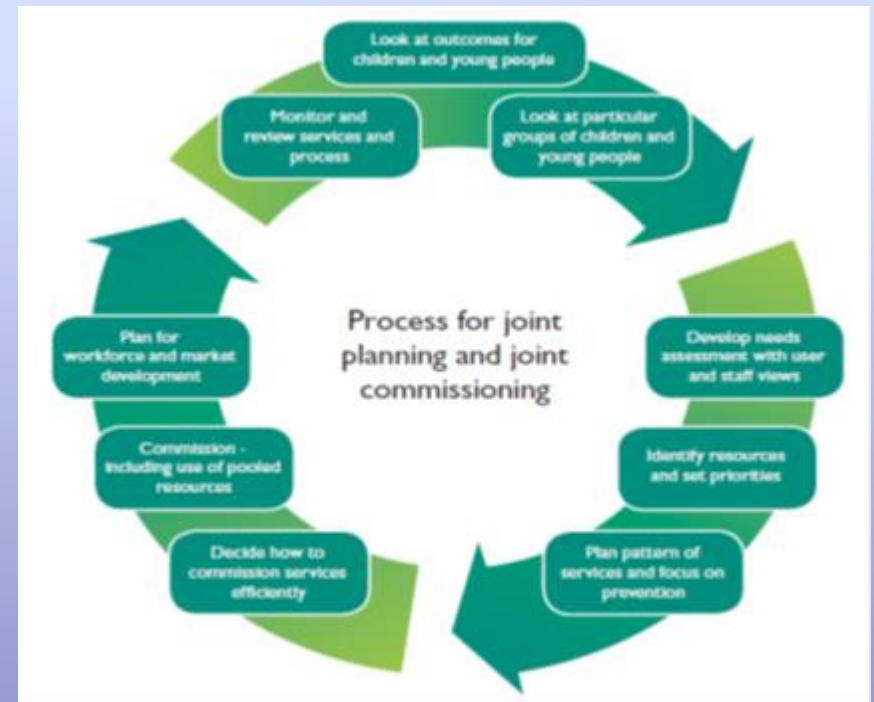 Look at outcomes for
children and young people
Monitor and
review services and
process
Look at particular
groups of children and
young people
Process for joint
planning and joint
commissioning
Plan for
workforce and market
development
Develop needs
assessment with user
and staff views
Commission -
including use of pooled
resources
Identify resources
and set priorities
Decide how to
commission services
efficiently
Plan pattern of
services and focus on
prevention